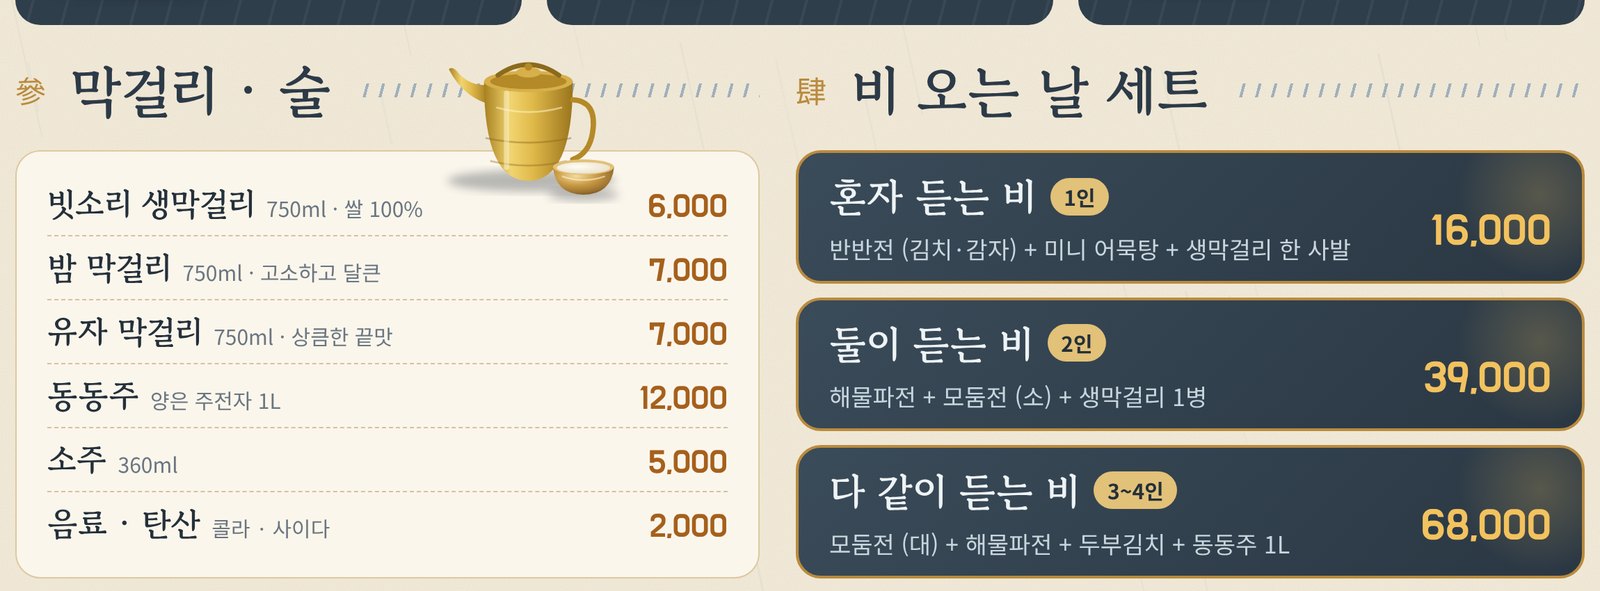 參 막걸리 · 술
빗소리 생막걸리 750ml · 쌀 100% 6,000
밤 막걸리 750ml · 고소하고 달큰 7,000
유자 막걸리 750ml · 상큼한 끝맛 7,000
동동주 양은 주전자 1L 12,000
소주 360ml 5,000
음료 · 탄산 콜라 · 사이다 2,000
肆 비 오는 날 세트
혼자 듣는 비 1인
반반전 (김치·감자) + 미니 어묵탕 + 생막걸리 한 사발
16,000
둘이 듣는 비 2인
해물파전 + 모둠전 (소) + 생막걸리 1병
39,000
다 같이 듣는 비 3~4인
모둠전 (대) + 해물파전 + 두부김치 + 동동주 1L
68,000